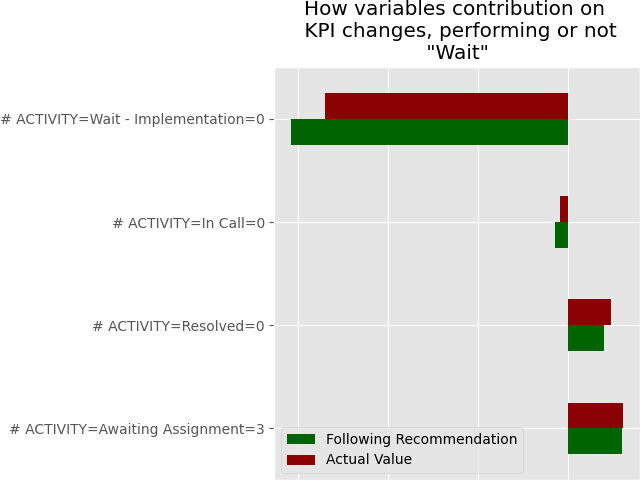 How variables contribution on
KPI changes, performing or not
"Wait"
# ACTIVITY=Wait - Implementation=0
# ACTIVITY=In Call=0
# ACTIVITY=Resolved=0
# ACTIVITY=Awaiting Assignment=3
Following Recommendation
Actual Value